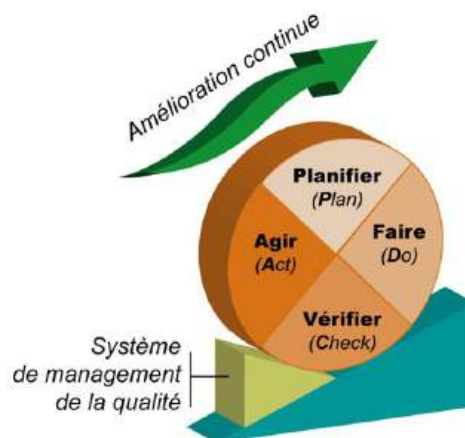 Amélioration continue
Planifier
(Plan)
Faire
(Do)
Vérifier
(Check)
Agir
(Act)
Système
de management
de la qualité